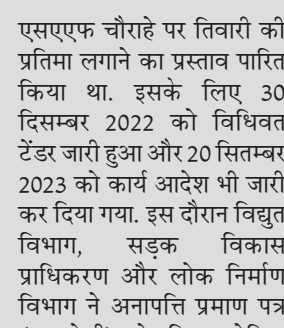 एसएएफ चौराहे पर तिवारी की
प्रतिमा लगाने का प्रस्ताव पारित
किया था. इसके लिए 30
दिसम्बर 2022 को विधिवत
टेंडर जारी हुआ और 20 सितम्बर
2023 को कार्य आदेश भी जारी
कर दिया गया. इस दौरान विद्युत
विभाग, सड़क विकास
प्राधिकरण और लोक निर्माण
विभाग ने अनापत्ति प्रमाण पत्र